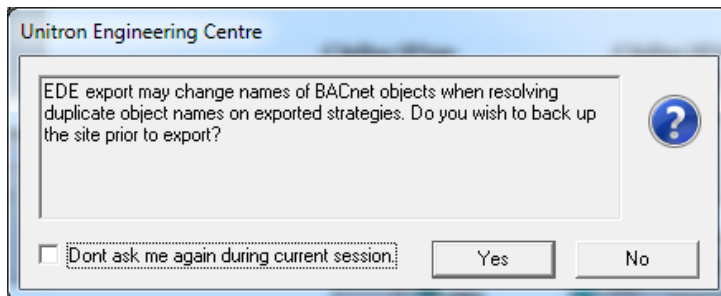 Unitron Engineering Centre
EDE export may change names of BACnet objects when resolving
duplicate object names on exported strategies. Do you wish to back up
the site prior to export?
Dont ask me again during current session.
Yes
No